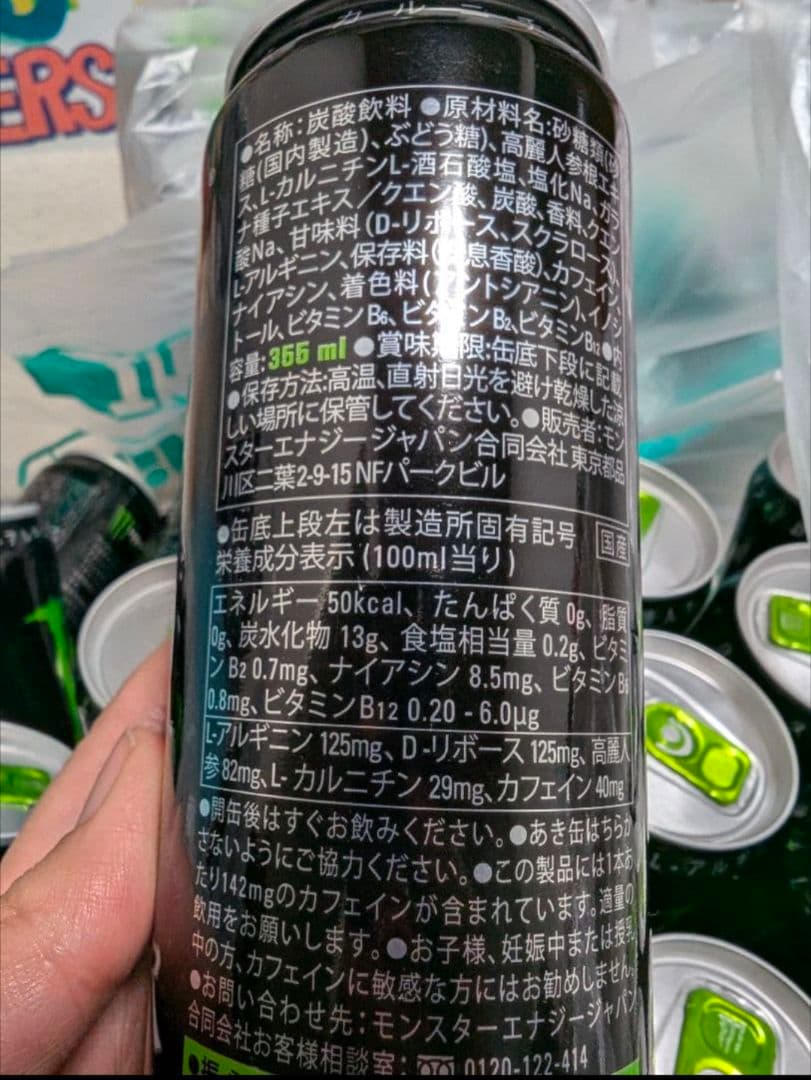 カルニチ
ERS
●名称:炭酸飲料 ●原材料名:砂糖類(砂
糖(国内製造)、ぶどう糖)、高麗人参根エキ
ス、L-カルニチンL-酒石酸塩、塩化Na、ガラ
ナ種子エキス/クエン酸、炭酸、香料、クエン
酸Na、甘味料(D-リボース、スクラロース)、
L-アルギニン、保存料(息香酸)、カフェイン、
ナイアシン、着色料(ントシアニン)、イノシ
トール、ビタミンB6、ビタミンB2、ビタミンB12 ●内
容量: 355 ml ●賞味期限:缶底下段に記載
●保存方法:高温、直射日光を避け乾燥した涼
しい場所に保管してください。●販売者:モン
スターエナジージャパン合同会社 東京都品
川区二葉2-9-15 NFパークビル
●缶底上段左は製造所固有記号 国産
栄養成分表示 (100ml当り)
エネルギー 50kcal、たんぱく質 0g、脂質
0g、炭水化物 13g、食塩相当量 0.2g、ビタミ
ン B2 0.7mg、ナイアシン 8.5mg、ビタミンB6
0.8mg、ビタミンB12 0.20 - 6.0μg
L-アルギニン 125mg、D-リボース 125mg、高麗人
参 82mg、L-カルニチン 29mg、カフェイン 40mg
●開缶後はすぐお飲みください。●あき缶はちらか
さないようにご協力ください。●この製品には1本あ
たり142mgのカフェインが含まれています。適量の
飲用をお願いします。●お子様、妊娠中または授乳
中の方、カフェインに敏感な方にはお勧めしません。
●お問い合わせ先:モンスターエナジージャパン
合同会社お客様相談室: 0120-122-414